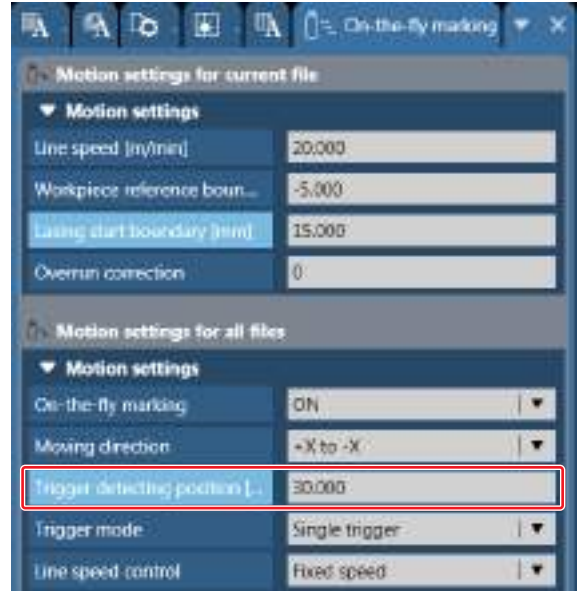 On-the-fly marking
Motion settings for current file
Motion settings
Line speed [m/min] 20.000
Workpiece reference boun... -5.000
Lasing start boundary [mm] 15.000
Overrun correction 0
Motion settings for all files
Motion settings
On-the-fly marking ON
Moving direction +X to -X
Trigger detecting position [... 30.000
Trigger mode Single trigger
Line speed control Fixed speed